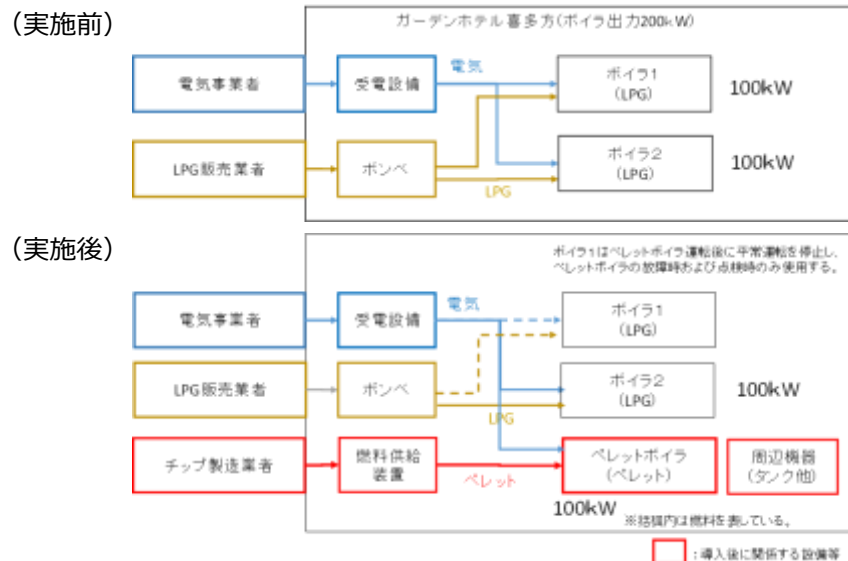 （実施前）
ガーデンホテル喜多方(ボイラ出力200kW)
電気事業者
受電設備
電気
ボイラ1
(LPG)
100kW
LPG販売業者
ボンベ
LPG
ボイラ2
(LPG)
100kW
（実施後）
ボイラ1はペレットボイラ運転後に平常運転を停止し、
ペレットボイラの故障時および点検時のみ使用する。
電気事業者
受電設備
電気
ボイラ1
(LPG)
LPG販売業者
ボンベ
LPG
ボイラ2
(LPG)
100kW
チップ製造業者
燃料供給
装置
ペレット
ペレットボイラ
(ペレット)
周辺機器
(タンク他)
100kW
※括弧内は燃料を表している。
：導入後に関係する設備等